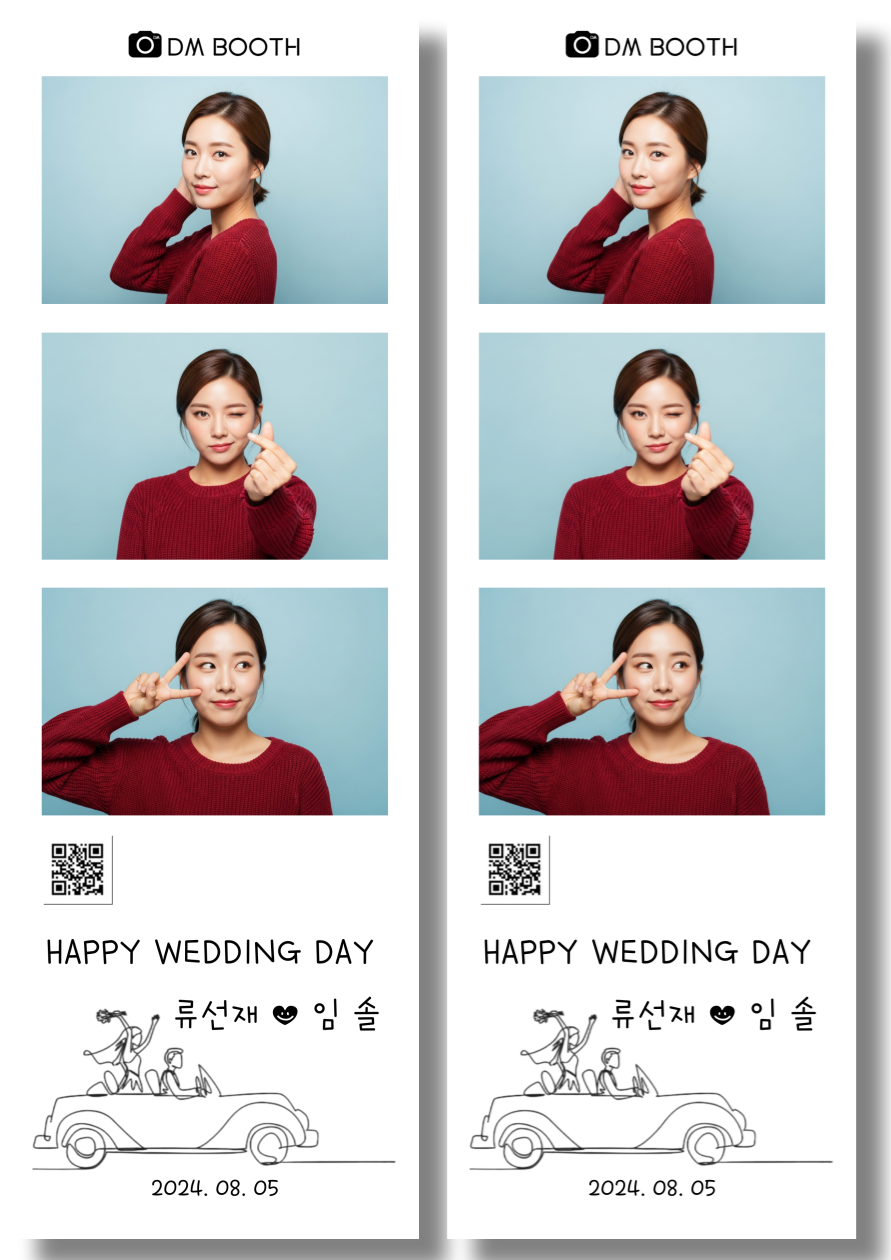 DM BOOTH
HAPPY WEDDING DAY
류선재 임 솔
2024. 08. 05
DM BOOTH
HAPPY WEDDING DAY
류선재 임 솔
2024. 08. 05